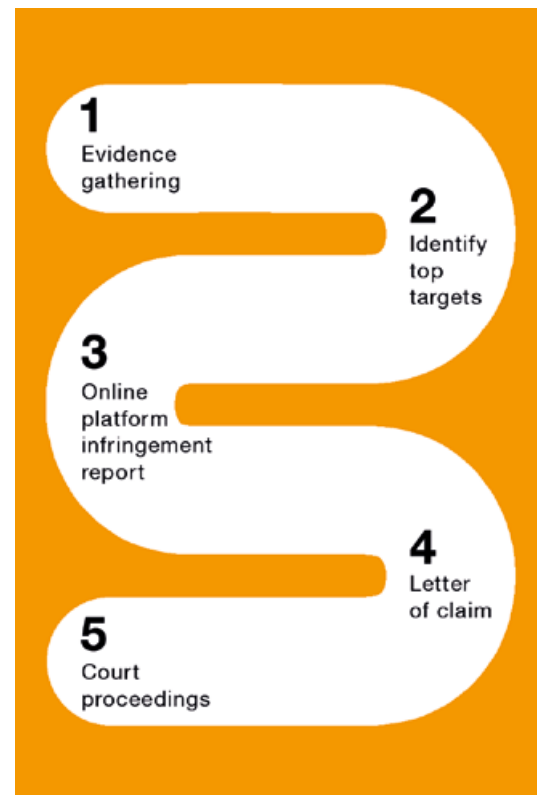 1
Evidence
gathering
2
Identify
top
targets
3
Online
platform
infringement
report
4
Letter
of claim
5
Court
proceedings